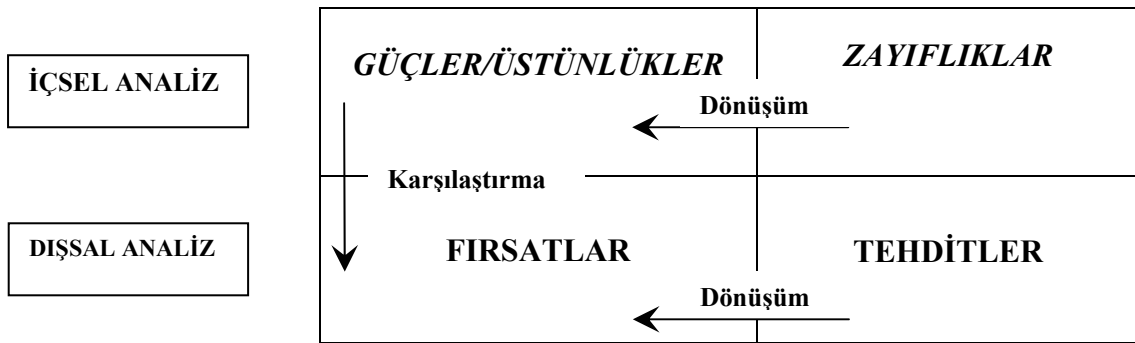 İÇSEL ANALİZ
GÜÇLER/ÜSTÜNLÜKLER
ZAYIFLIKLAR
Dönüşüm
Karşılaştırma
DIŞSAL ANALİZ
FIRSATLAR
TEHDİTLER
Dönüşüm